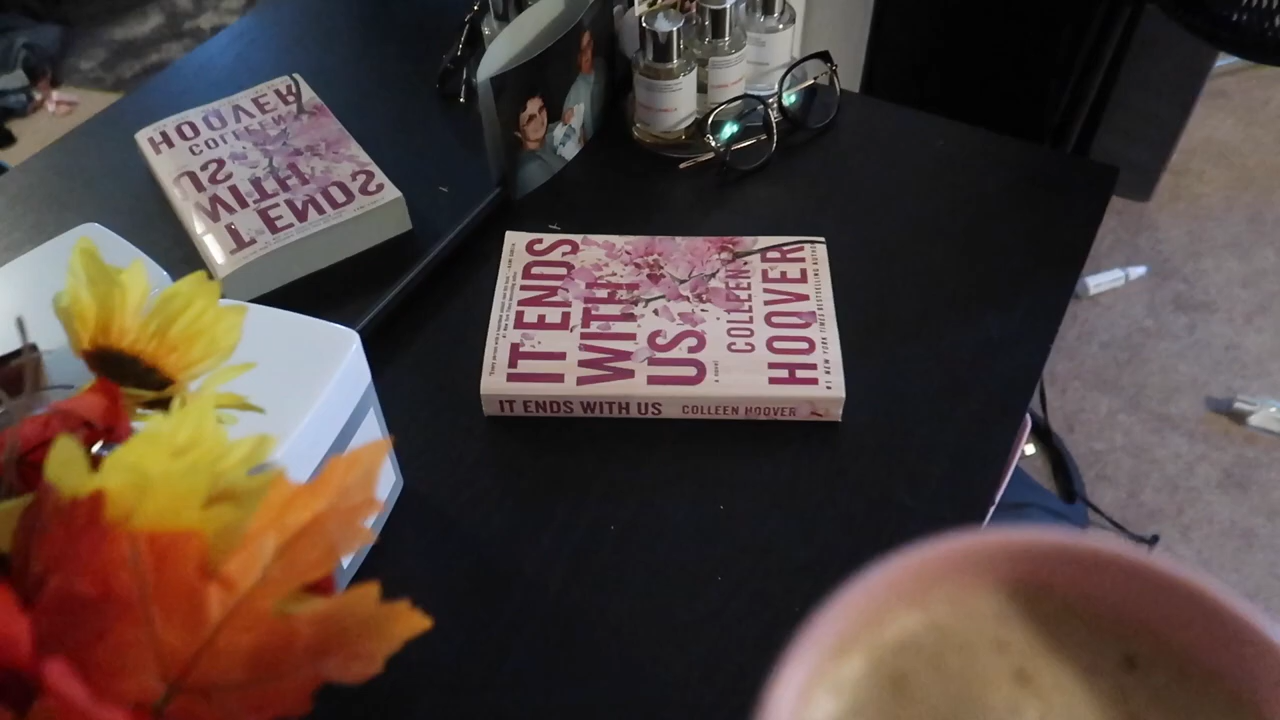 IT ENDS
WITH
US
a novel
COLLEEN
HOOVER
#1 NEW YORK TIMES BESTSELLING AUTHOR
IT ENDS WITH US COLLEEN HOOVER
HOOVER
COLLEEN
US
WITH
IT ENDS